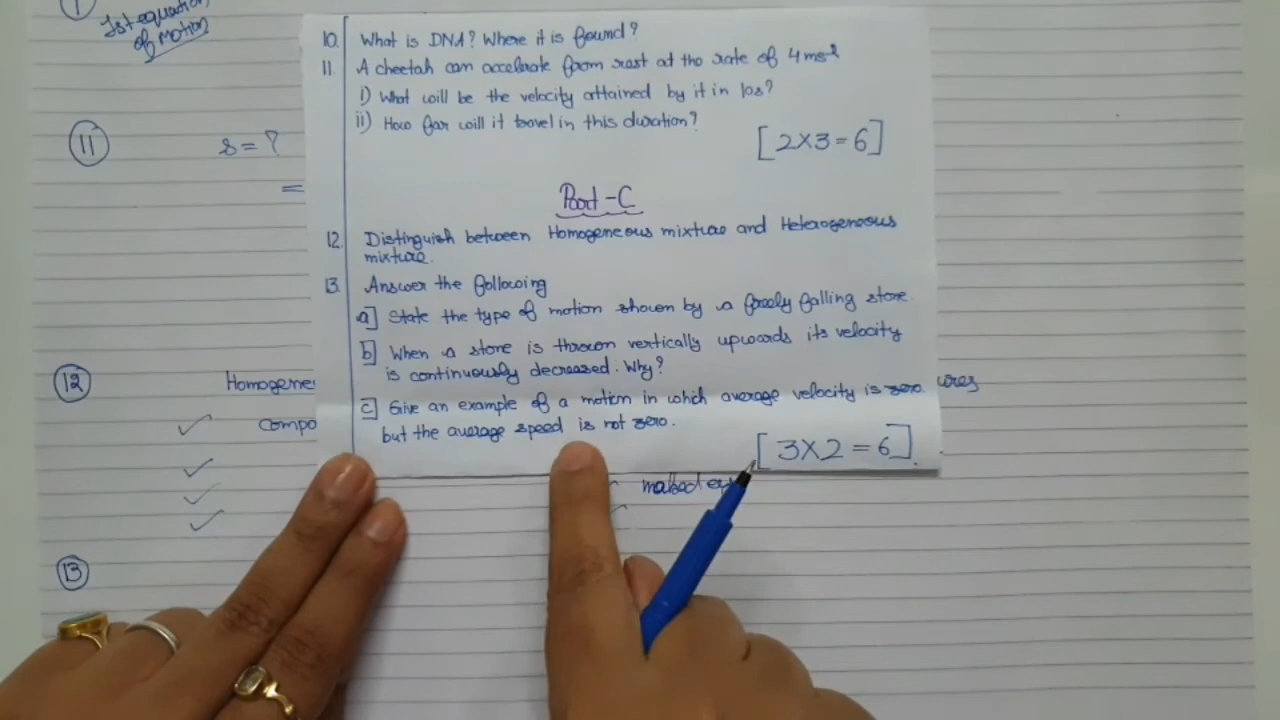 1
1st equation
of motion
10. What is DNA? Where it is found?
11. A cheetah can accelerate from rest at the rate of 4 ms-2
i) What will be the velocity attained by it in 10s?
ii) How far will it travel in this duration?
[2X3=6]
11
s = ?
=
Part-C
12. Distinguish between Homogeneous mixture and Heterogeneous
mixture.
13. Answer the following
a] State the type of motion shown by a freely falling stone.
b] When a stone is thrown vertically upwards its velocity
is continuously decreased. Why?
c] Give an example of a motion in which average velocity is zero
but the average speed is not zero.
[3X2=6].
12
Homogene
ures
✓ Compo
✓
✓
✓
13